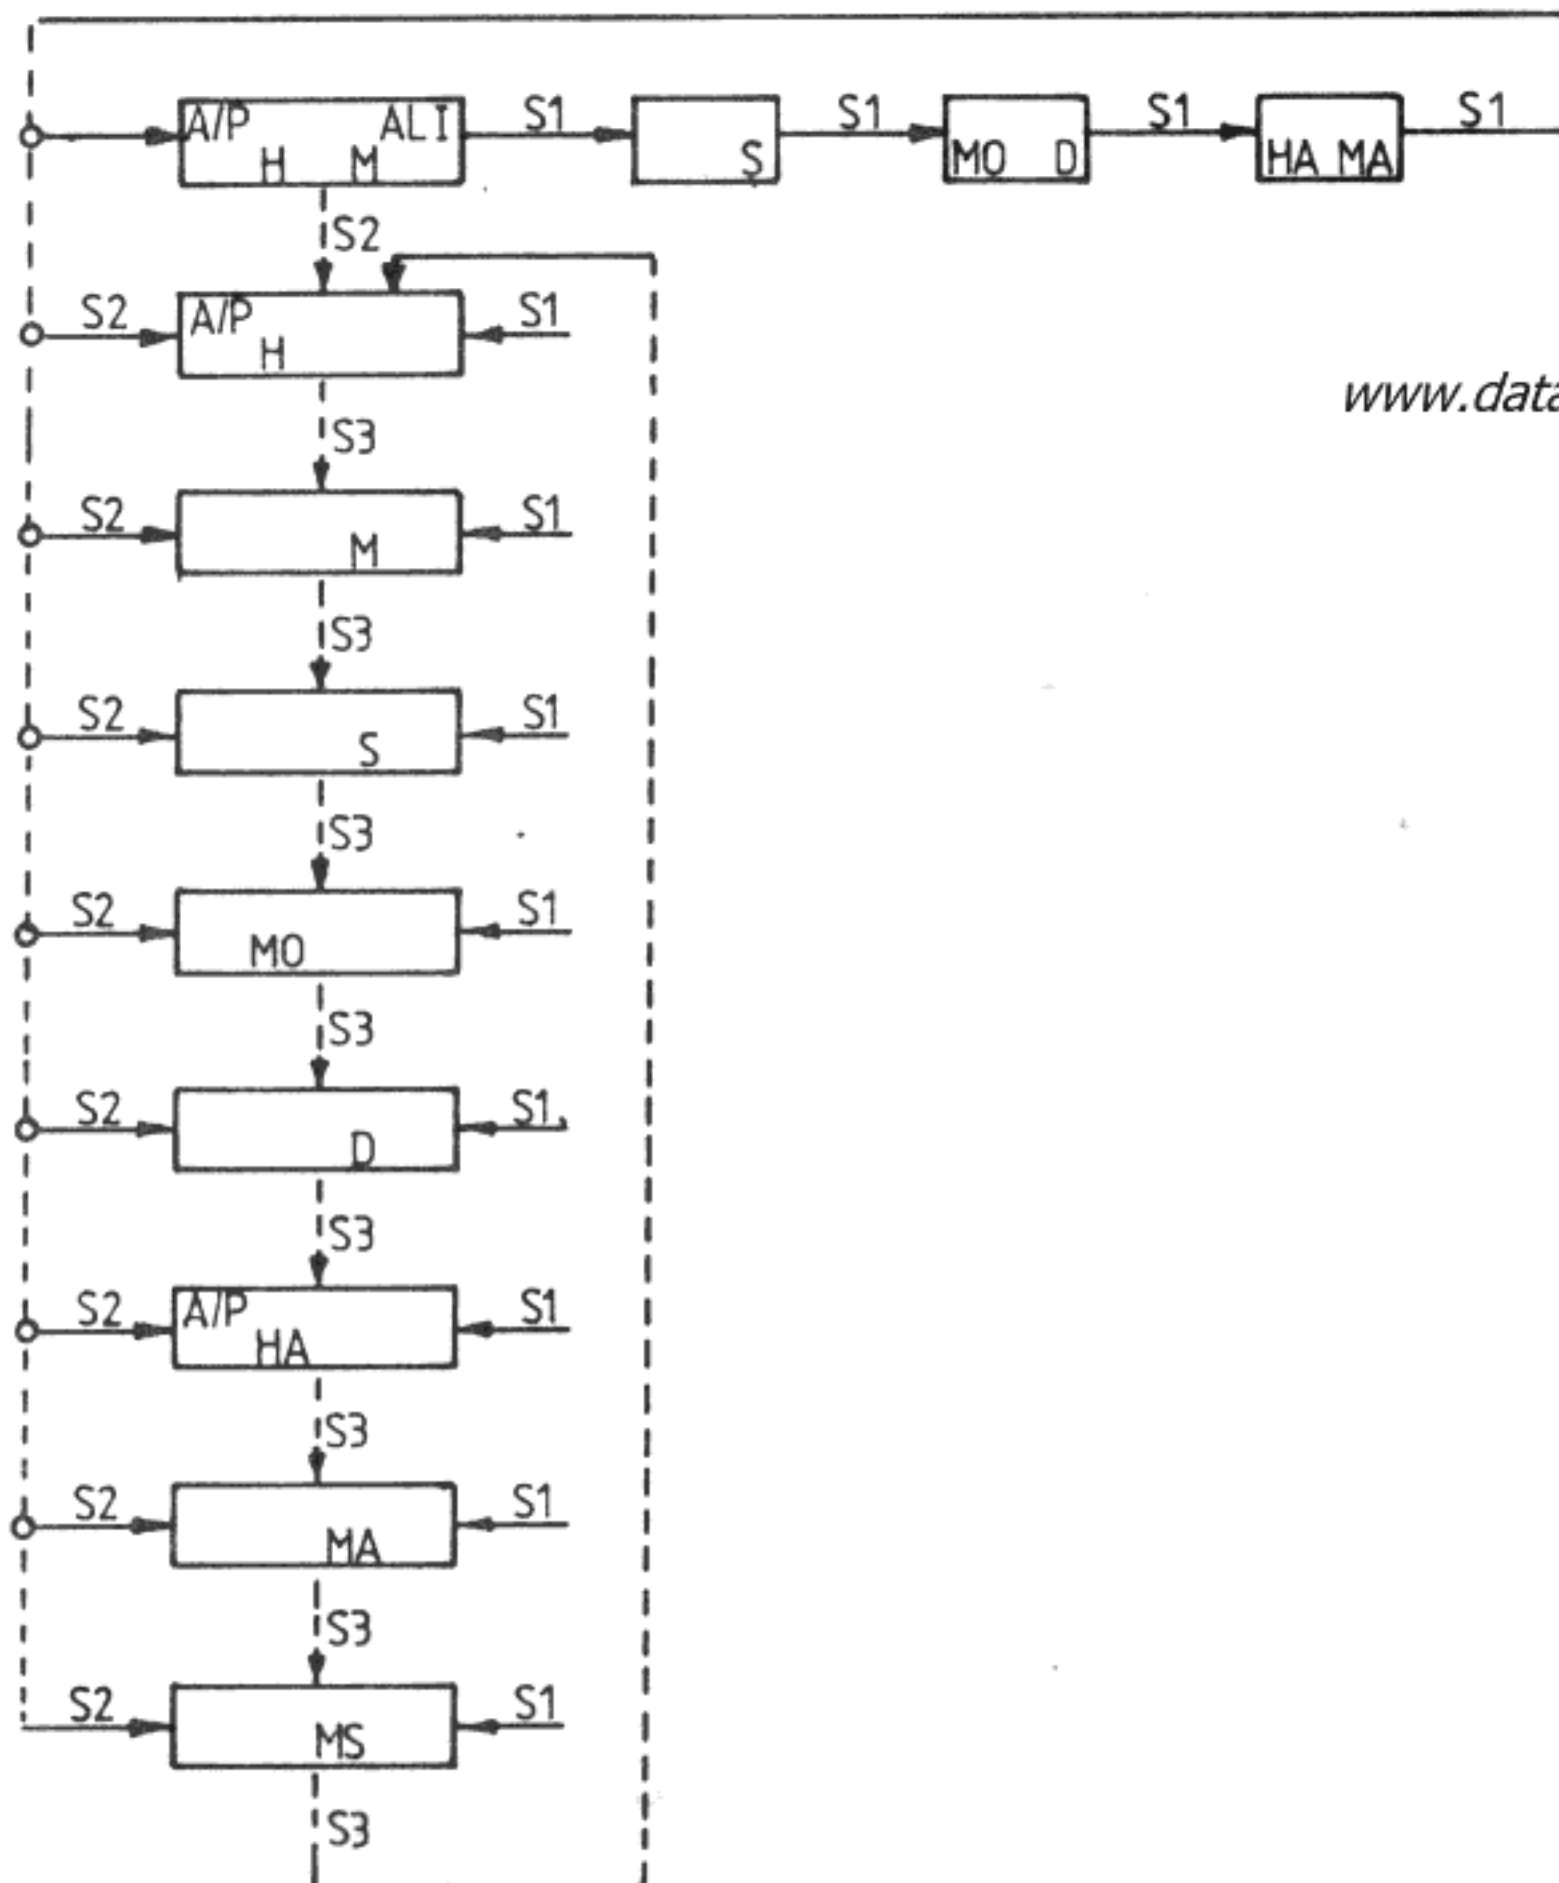 A/P ALI S1 S1 S1 S1
H M S MO D HA MA
S2
S2 A/P S1
H
www.data
S3
S2 S1
M
S3
S2 S1
S
S3
S2 S1
MO
S3
S2 S1
D
S3
S2 A/P S1
HA
S3
S2 S1
MA
S3
S2 S1
MS
S3